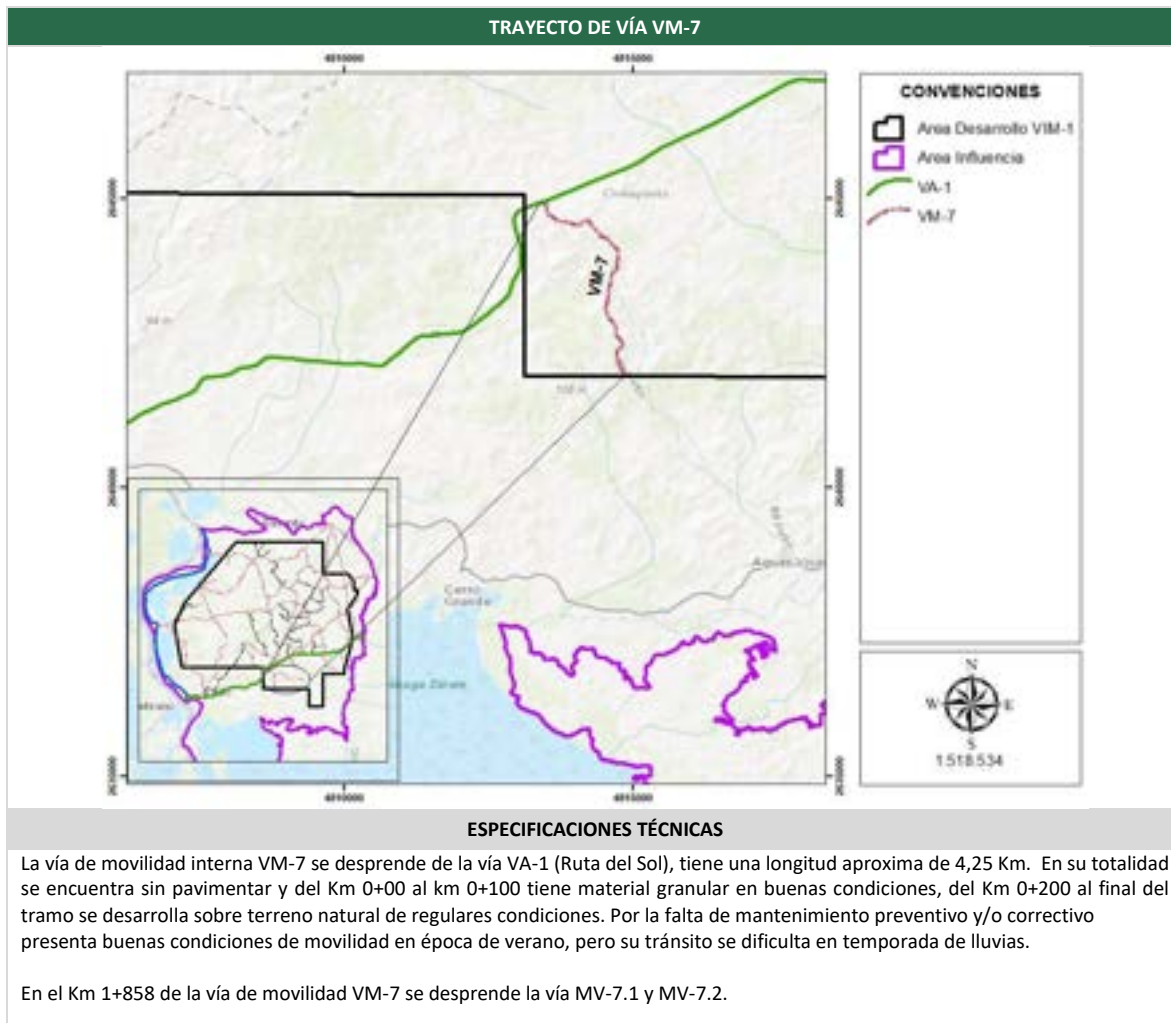 TRAYECTO DE VÍA VM-7
4810000
4815000
CONVENCIONES
Area Desarrollo VIM-1
Area Influencia
VA-1
VM-7
VM-7
Cerro
N
W
E
S
1:518.534
4810000
4815000
ESPECIFICACIONES TÉCNICAS
La vía de movilidad interna VM-7 se desprende de la vía VA-1 (Ruta del Sol), tiene una longitud aproxima de 4,25 Km. En su totalidad
se encuentra sin pavimentar y del Km 0+00 al km 0+100 tiene material granular en buenas condiciones, del Km 0+200 al final del
tramo se desarrolla sobre terreno natural de regulares condiciones. Por la falta de mantenimiento preventivo y/o correctivo
presenta buenas condiciones de movilidad en época de verano, pero su tránsito se dificulta en temporada de lluvias.
En el Km 1+858 de la vía de movilidad VM-7 se desprende la vía MV-7.1 y MV-7.2.